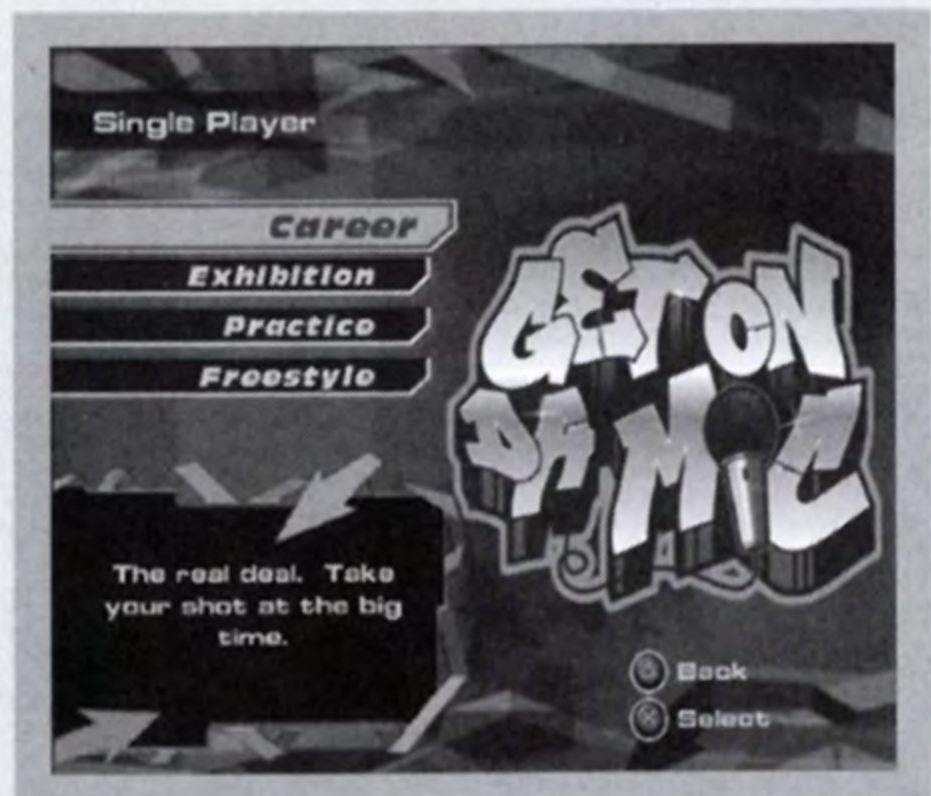 Single Player
Career
Exhibition
Practice
Freestyle
GET ON
DA MIC
The real deal. Take
your shot at the big
time.
Back
Select